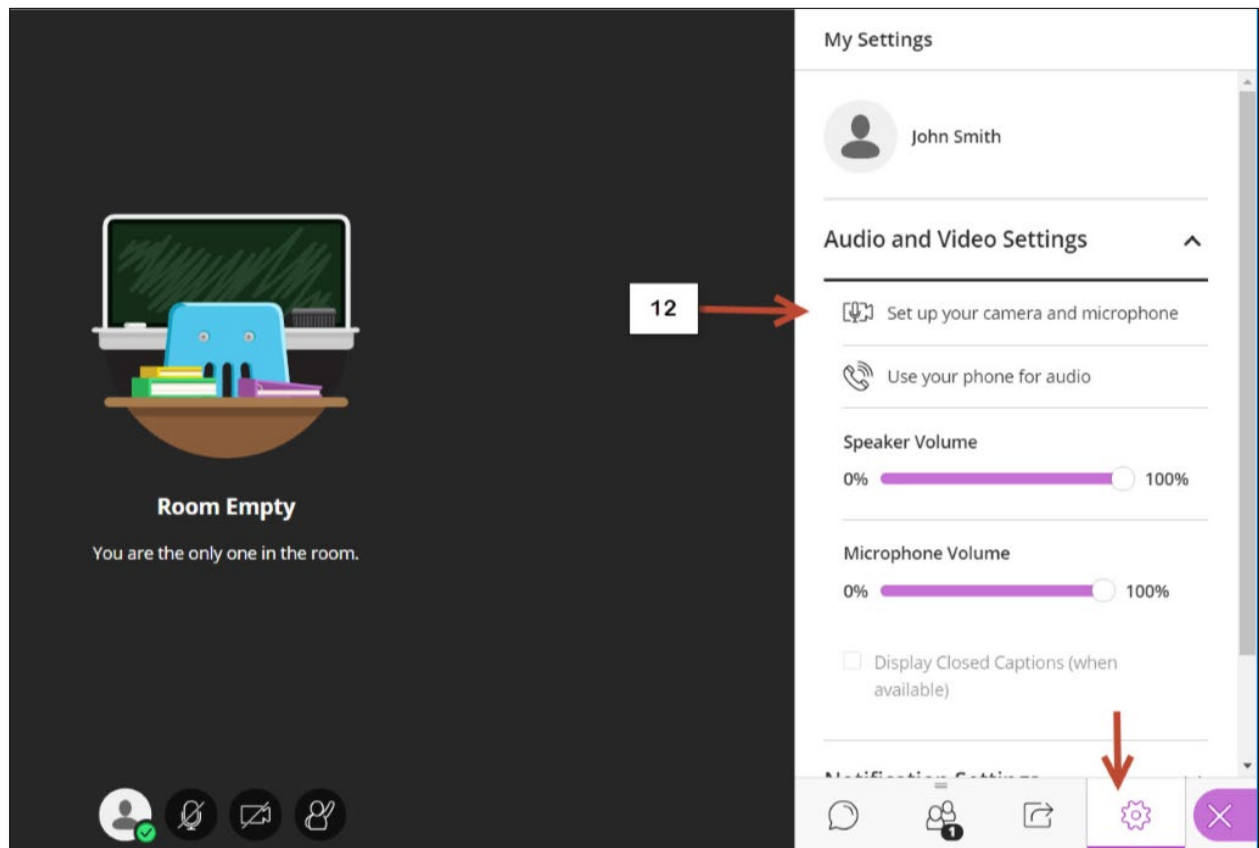 My Settings
John Smith
Audio and Video Settings
12
Set up your camera and microphone
Use your phone for audio
Speaker Volume
0% 100%
Room Empty
You are the only one in the room.
Microphone Volume
0% 100%
Display Closed Captions (when
available)
Notification Settings
1